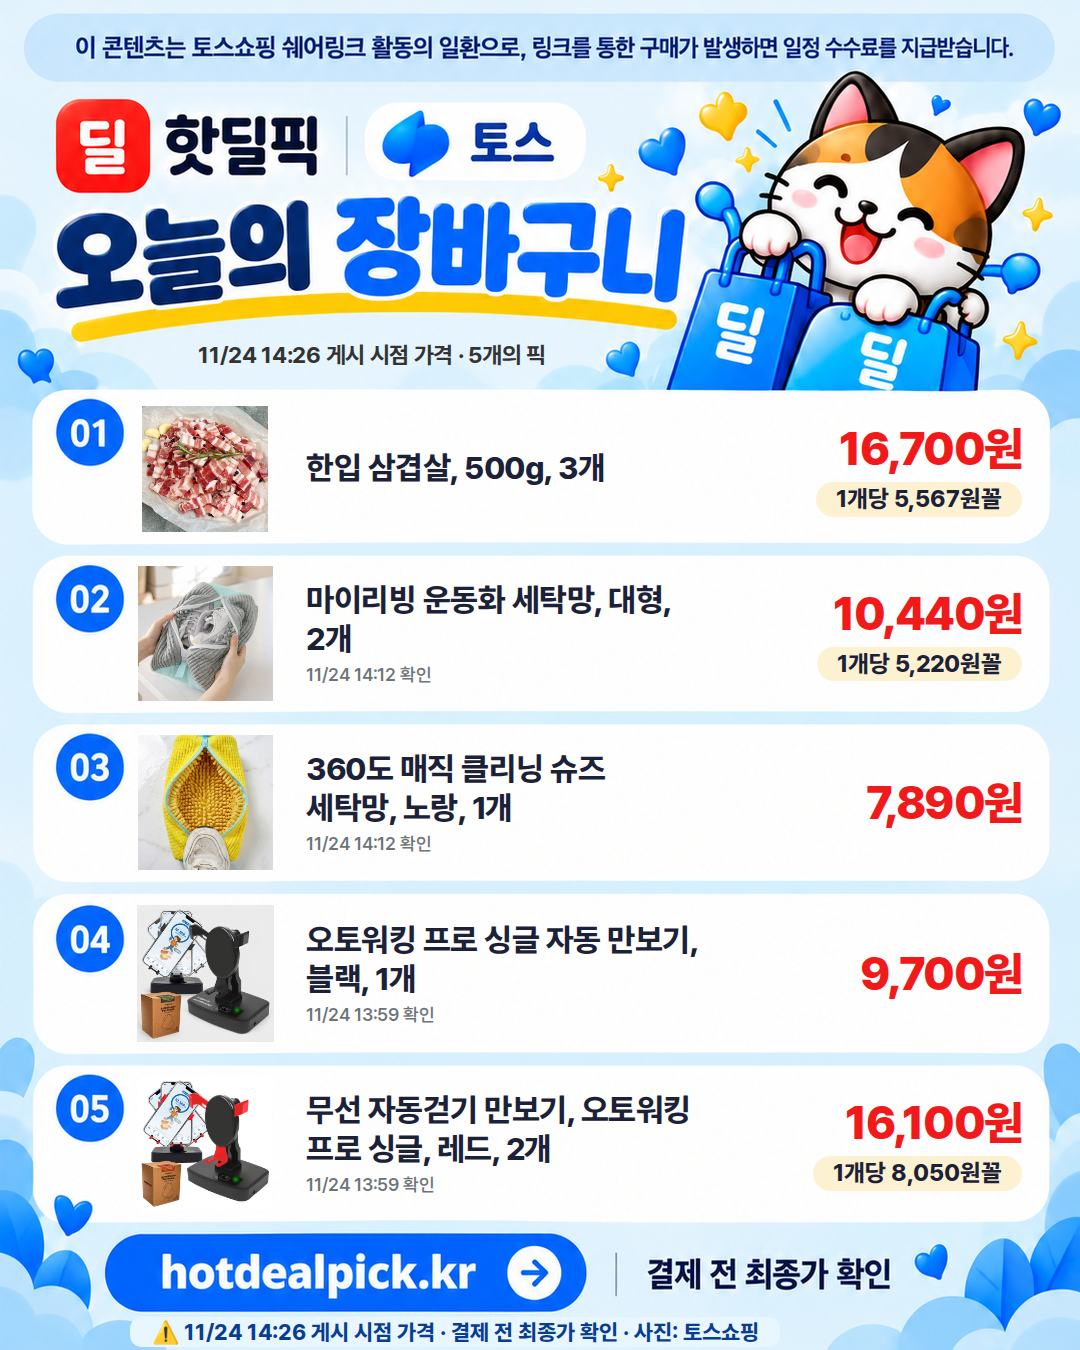 이 콘텐츠는 토스쇼핑 쉐어링크 활동의 일환으로, 링크를 통한 구매가 발생하면 일정 수수료를 지급받습니다.
딜 핫딜픽 토스
오늘의 장바구니
11/24 14:26 게시 시점 가격 · 5개의 픽
딜
딜
01
한입 삼겹살, 500g, 3개
16,700원
1개당 5,567원꼴
02
마이리빙 운동화 세탁망, 대형,
2개
11/24 14:12 확인
10,440원
1개당 5,220원꼴
03
360도 매직 클리닝 슈즈
세탁망, 노랑, 1개
11/24 14:12 확인
7,890원
04
오토워킹 프로 싱글 자동 만보기,
블랙, 1개
11/24 13:59 확인
9,700원
05
무선 자동걷기 만보기, 오토워킹
프로 싱글, 레드, 2개
11/24 13:59 확인
16,100원
1개당 8,050원꼴
hotdealpick.kr
결제 전 최종가 확인
⚠️ 11/24 14:26 게시 시점 가격 · 결제 전 최종가 확인 · 사진: 토스쇼핑